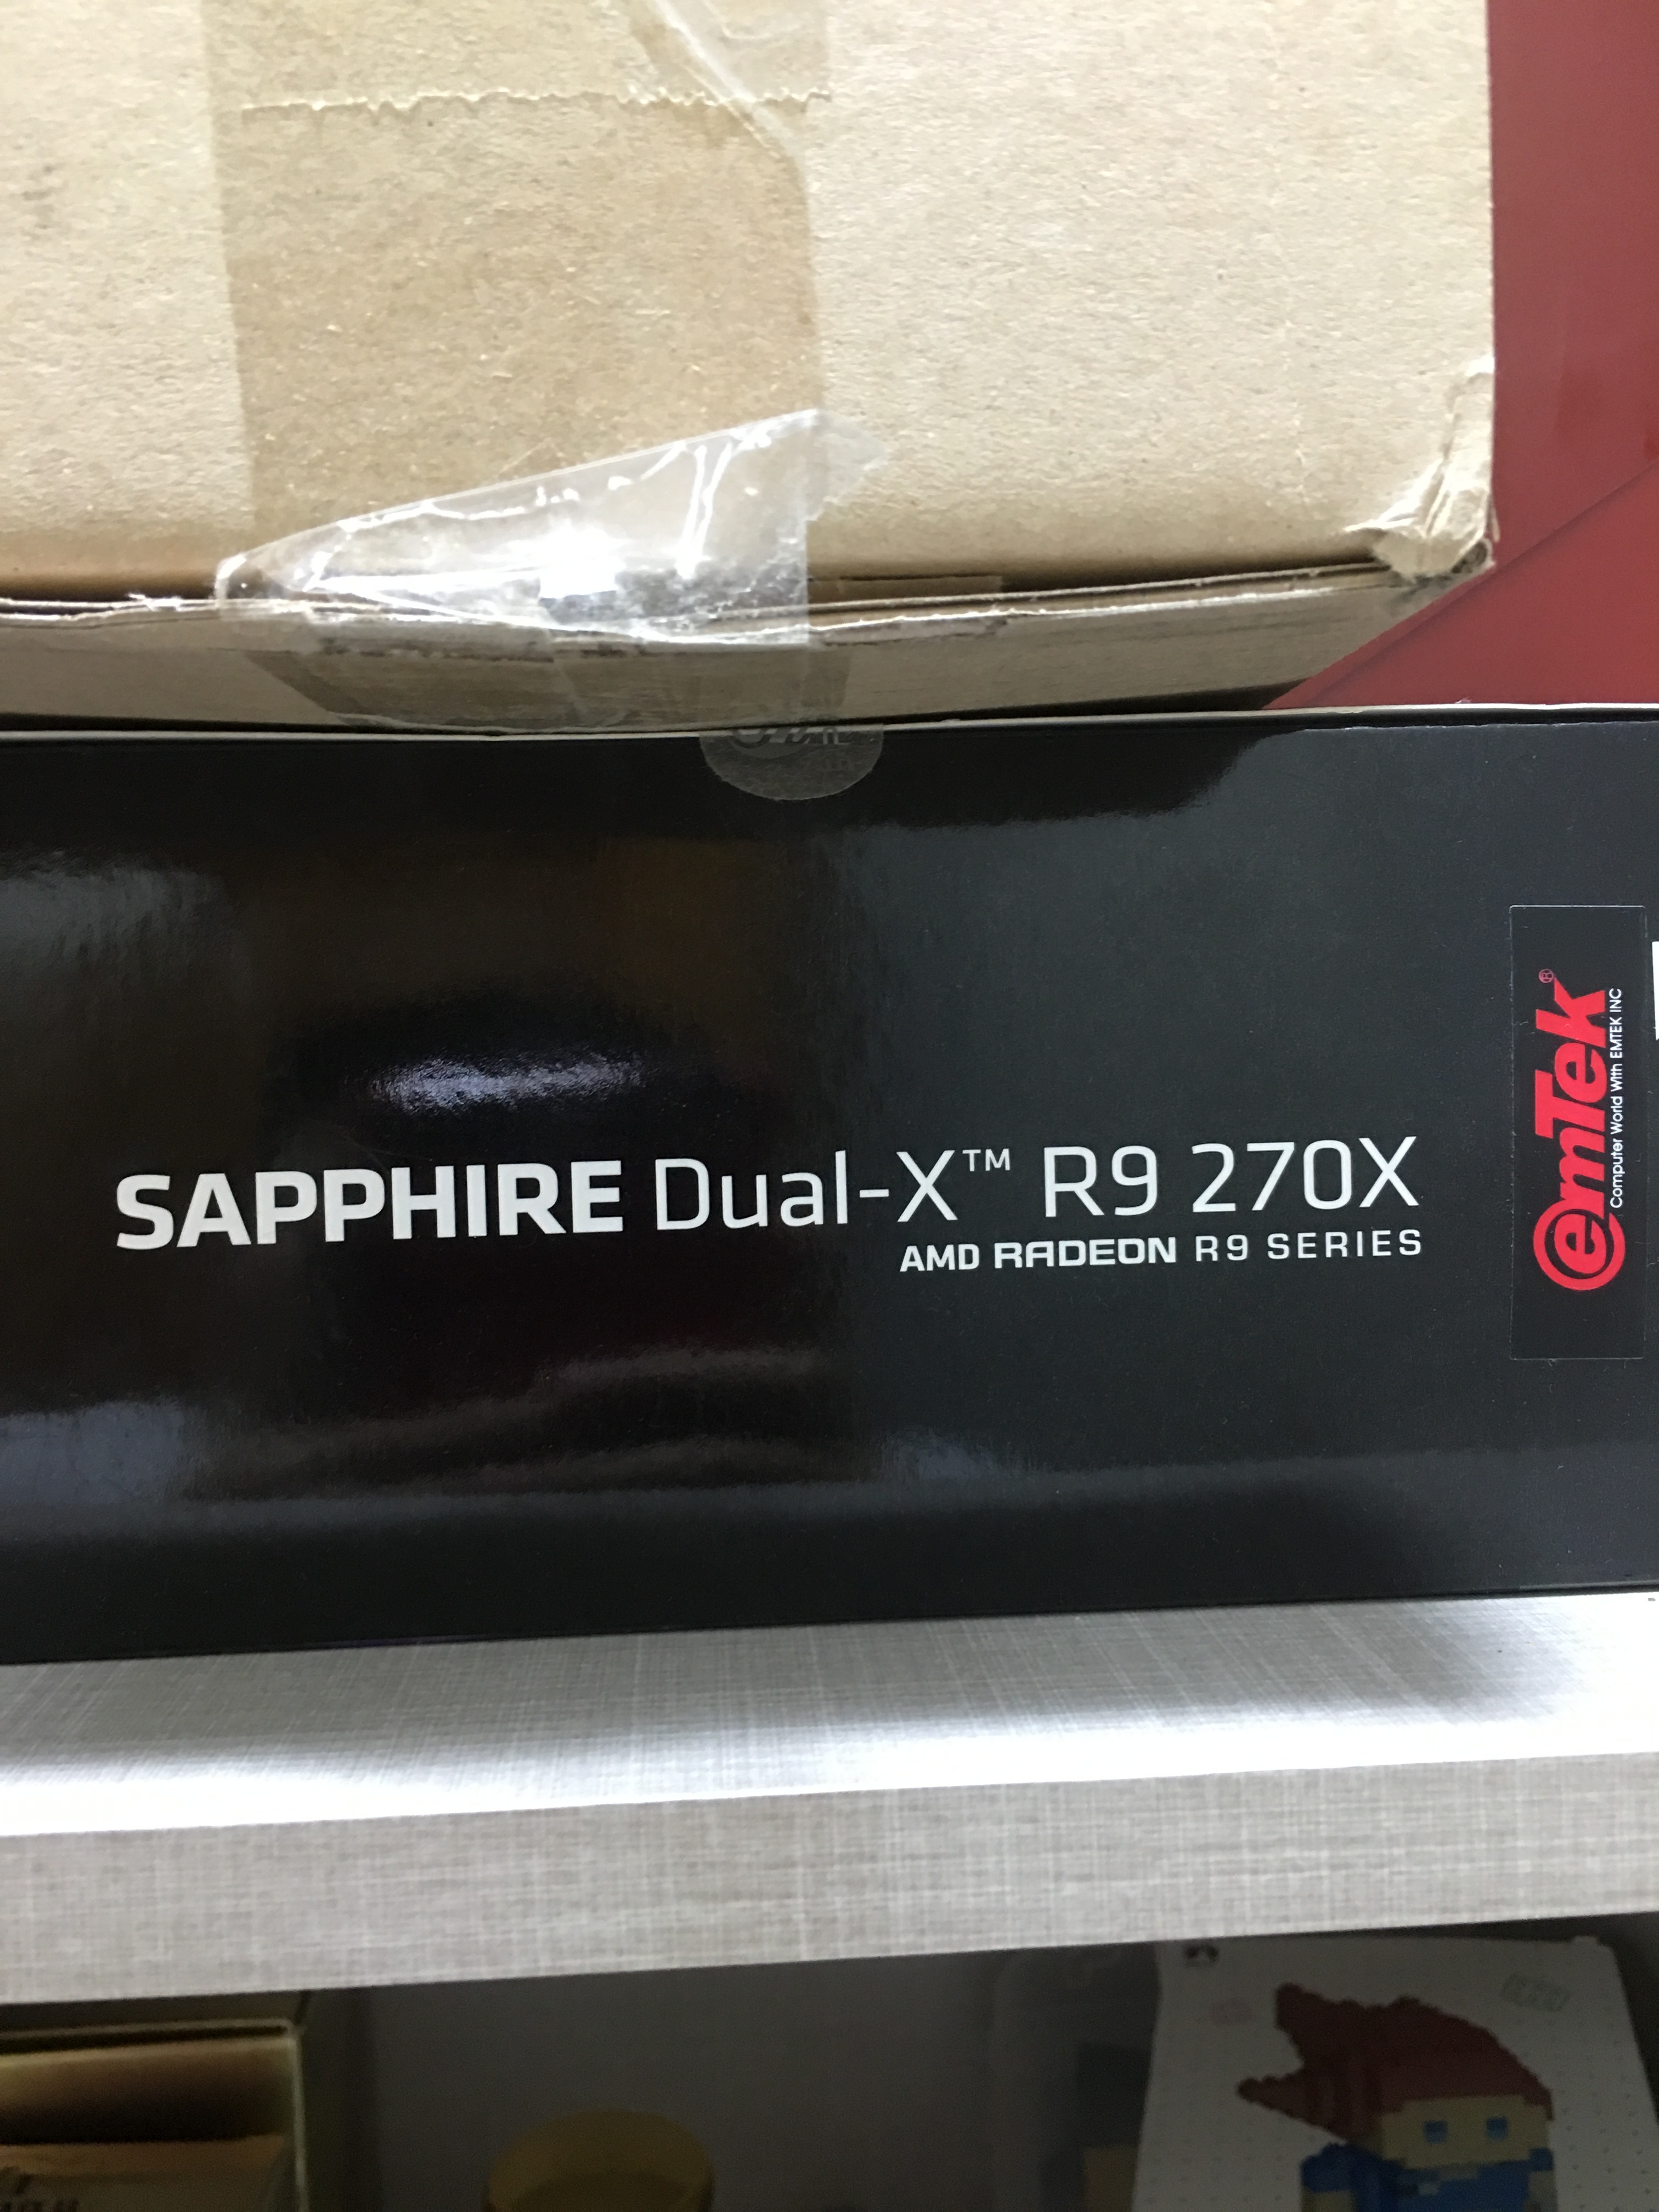 SAPPHIRE Dual-X™ R9 270X
AMD RADEON R9 SERIES
emTek®
Computer World With EMTEK INC